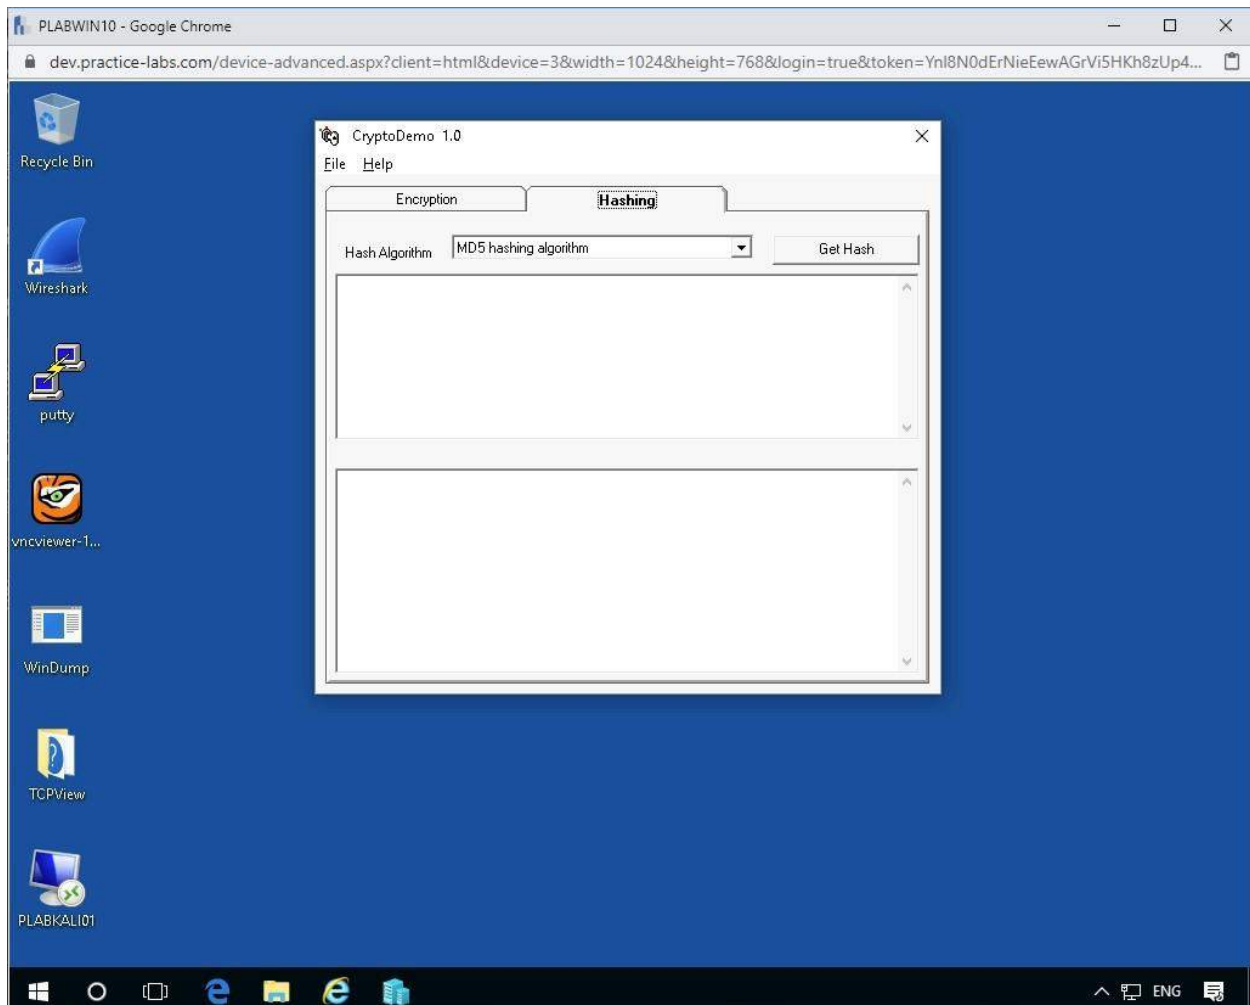 PLABWIN10 - Google Chrome
dev.practice-labs.com/device-advanced.aspx?client=html&device=3&width=1024&height=768&login=true&token=Ynl8N0dErNieEewAGrVi5HKh8zUp4...
Recycle Bin
CryptoDemo 1.0
File Help
Encryption Hashing
Hash Algorithm MD5 hashing algorithm Get Hash
Wireshark
putty
vncviewer-1...
WinDump
TCPView
PLABKALI01
ENG